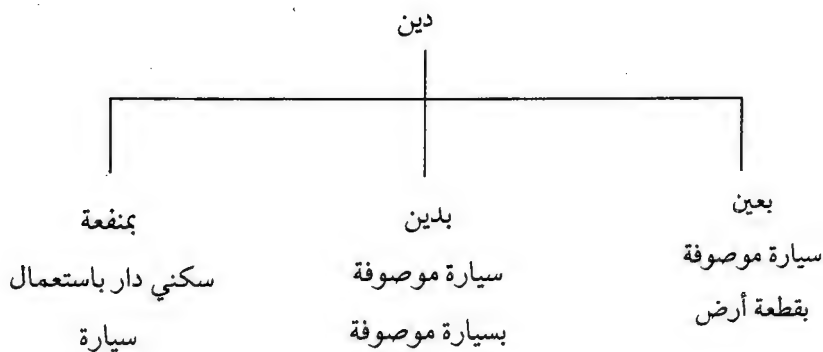 دين
بعين
سيارة موصوفة
بقطعة أرض
بدين
سيارة موصوفة
بسيارة موصوفة
بمنفعة
سكني دار باستعمال
سيارة